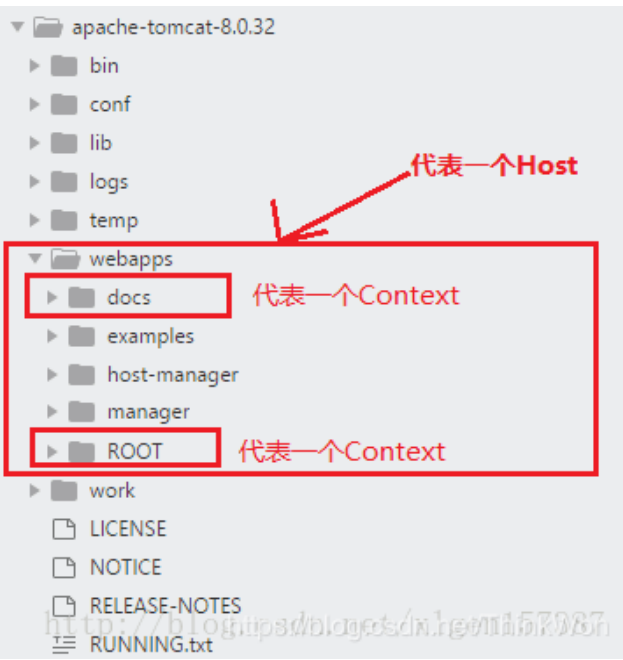 apache-tomcat-8.0.32
bin
conf
lib
代表一个Host
logs
temp
webapps
docs 代表一个Context
examples
host-manager
manager
ROOT 代表一个Context
work
LICENSE
NOTICE
RELEASE-NOTES
RUNNING.txt